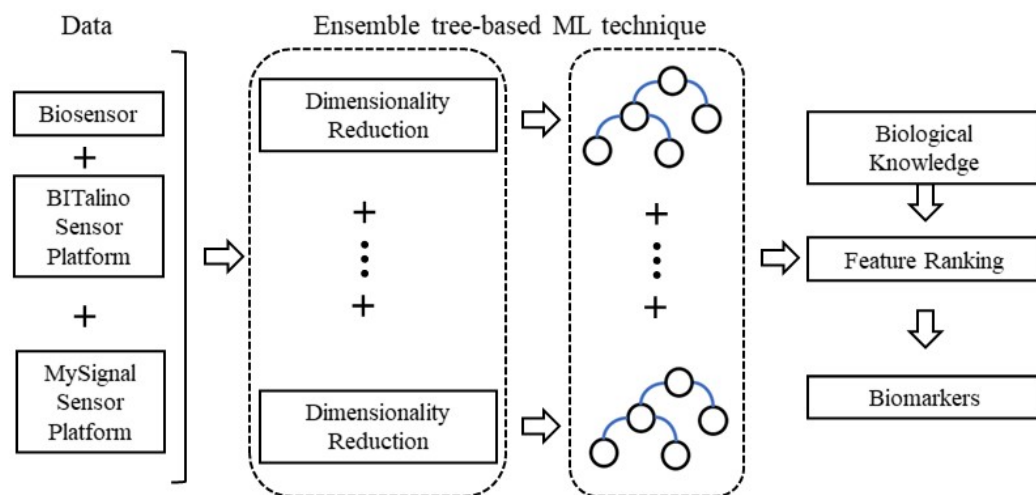 Data
Ensemble tree-based ML technique
Biosensor
+
BITalino
Sensor
Platform
+
MySignal
Sensor
Platform
Dimensionality
Reduction
+
+
Dimensionality
Reduction
+
+
Biological
Knowledge
Feature Ranking
Biomarkers